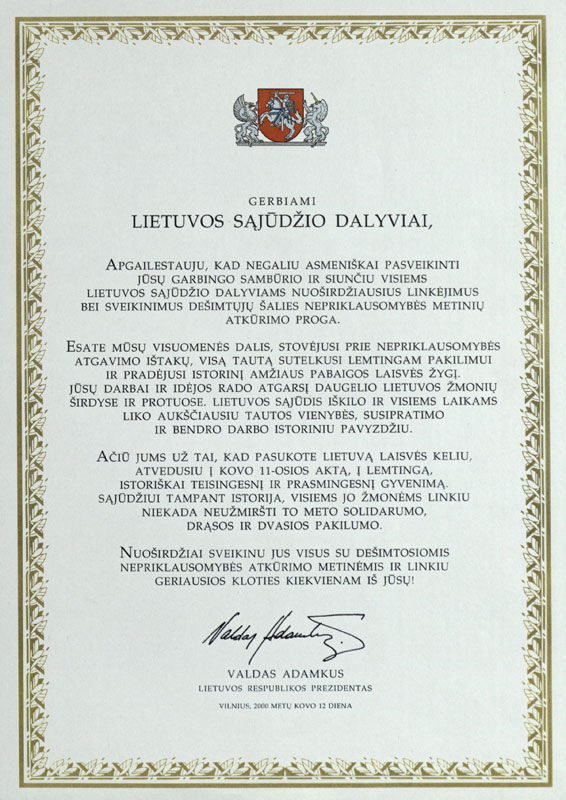 GERBIAMI
LIETUVOS SĄJŪDŽIO DALYVIAI,
APGAILESTAUJU, KAD NEGALIU ASMENIŠKAI PASVEIKINTI
JŪSŲ GARBINGO SAMBŪRIO IR SIUNČIU VISIEMS
LIETUVOS SĄJŪDŽIO DALYVIAMS NUOŠIRDŽIAUSIUS LINKĖJIMUS
BEI SVEIKINIMUS DEŠIMTŲJŲ ŠALIES NEPRIKLAUSOMYBĖS METINIŲ
ATKŪRIMO PROGA.
ESATE MŪSŲ VISUOMENĖS DALIS, STOVĖJUSI PRIE NEPRIKLAUSOMYBĖS
ATGAVIMO IŠTAKŲ, VISĄ TAUTĄ SUTELKUSI LEMTINGAM PAKILIMUI
IR PRADĖJUSI ISTORINĮ AMŽIAUS PABAIGOS LAISVĖS ŽYGĮ.
JŪSŲ DARBAI IR IDĖJOS RADO ATGARSĮ DAUGELIO LIETUVOS ŽMONIŲ
ŠIRDYSE IR PROTUOSE. LIETUVOS SĄJŪDIS IŠKILO IR VISIEMS LAIKAMS
LIKO AUKŠČIAUSIU TAUTOS VIENYBĖS, SUSIPRATIMO
IR BENDRO DARBO ISTORINIU PAVYZDŽIU.
AČIŪ JUMS UŽ TAI, KAD PASUKOTE LIETUVĄ LAISVĖS KELIU,
ATVEDUSIU Į KOVO 11-OSIOS AKTĄ, Į LEMTINGĄ,
ISTORIŠKAI TEISINGESNĮ IR PRASMINGESNĮ GYVENIMĄ.
SĄJŪDŽIUI TAMPANT ISTORIJA, VISIEMS JO ŽMONĖMS LINKIU
NIEKADA NEUŽMIRŠTI TO METO SOLIDARUMO,
DRĄSOS IR DVASIOS PAKILUMO.
NUOŠIRDŽIAI SVEIKINU JUS VISUS SU DEŠIMTOSIOMIS
NEPRIKLAUSOMYBĖS ATKŪRIMO METINĖMIS IR LINKIU
GERIAUSIOS KLOTIES KIEKVIENAM IŠ JŪSŲ!
Valdas Adamkus
VALDAS ADAMKUS
LIETUVOS RESPUBLIKOS PREZIDENTAS
VILNIUS, 2000 METŲ KOVO 12 DIENA